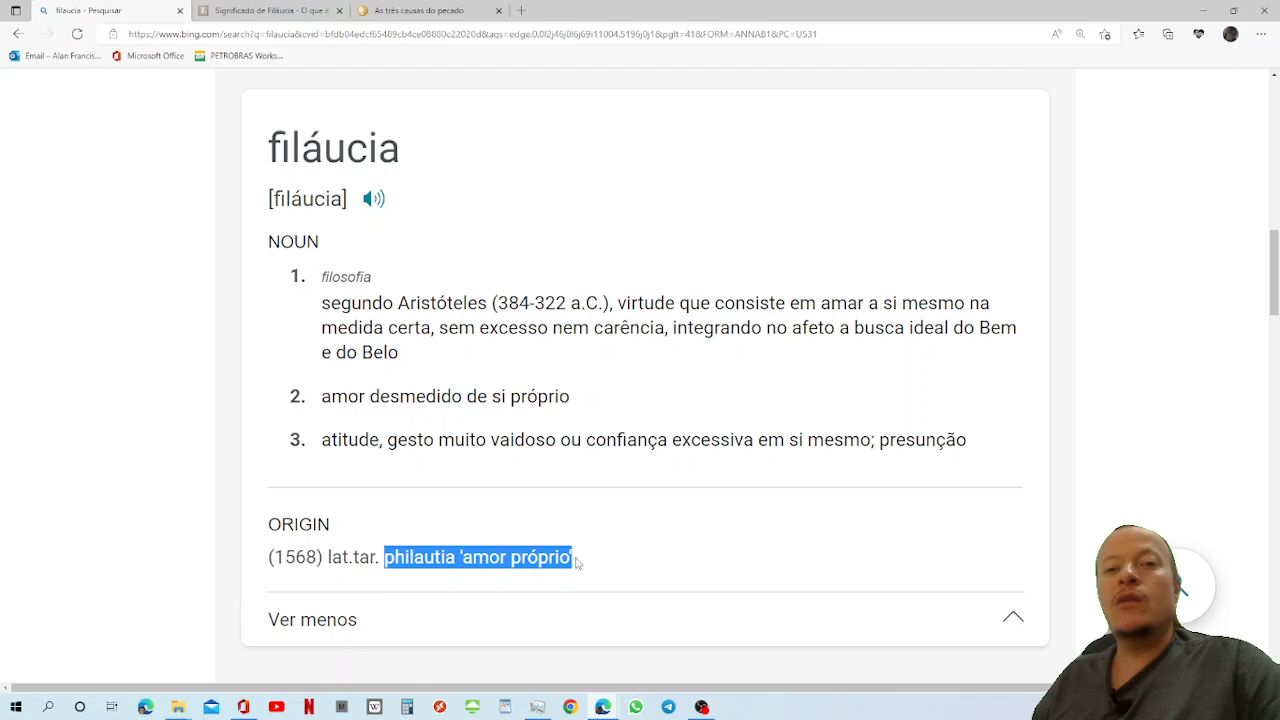 filaucia - Pesquisar
Significado de Filáucia - O que é
As três causas do pecado
https://www.bing.com/search?q=filaucia&cvid=bfdb04edcf65489cb4ce08880c22020d&aqs=edge.0.0l2j46j0l6j69i11004.5196j0j1&pglt=41&FORM=ANNAB1&PC=U531
Email – Alan Francis...
Microsoft Office
PETROBRAS Works...
filáucia
[filáucia]
NOUN
1. filosofia
segundo Aristóteles (384-322 a.C.), virtude que consiste em amar a si mesmo na
medida certa, sem excesso nem carência, integrando no afeto a busca ideal do Bem
e do Belo
2. amor desmedido de si próprio
3. atitude, gesto muito vaidoso ou confiança excessiva em si mesmo; presunção
ORIGIN
(1568) lat.tar. philautia 'amor próprio'
Ver menos